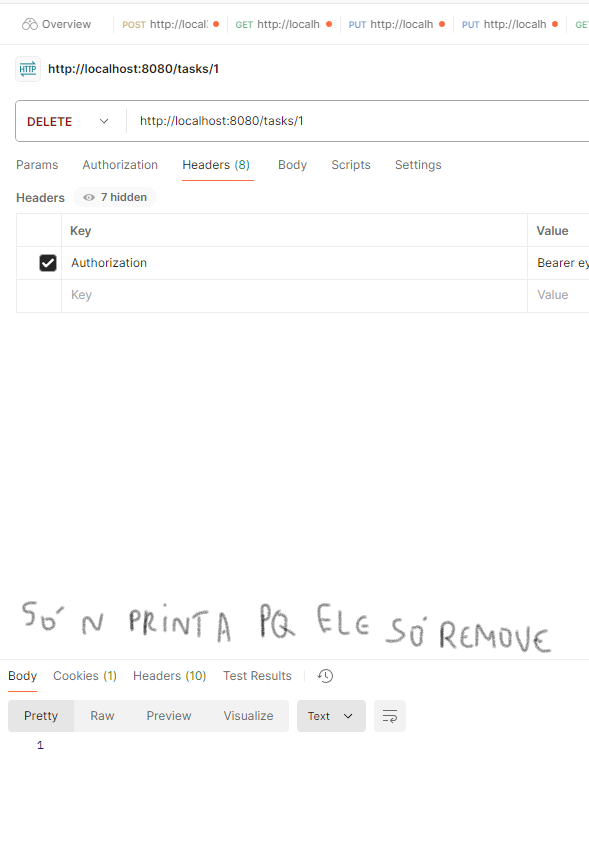 Overview POST http://local GET http://localh PUT http://localh PUT http://localh GE
HTTP http://localhost:8080/tasks/1
DELETE http://localhost:8080/tasks/1
Params Authorization Headers (8) Body Scripts Settings
Headers 7 hidden
Key Value
Authorization Bearer ey
Key Value
SÓ N PRINTA PQ ELE SÓ REMOVE
Body Cookies (1) Headers (10) Test Results
Pretty Raw Preview Visualize Text
1